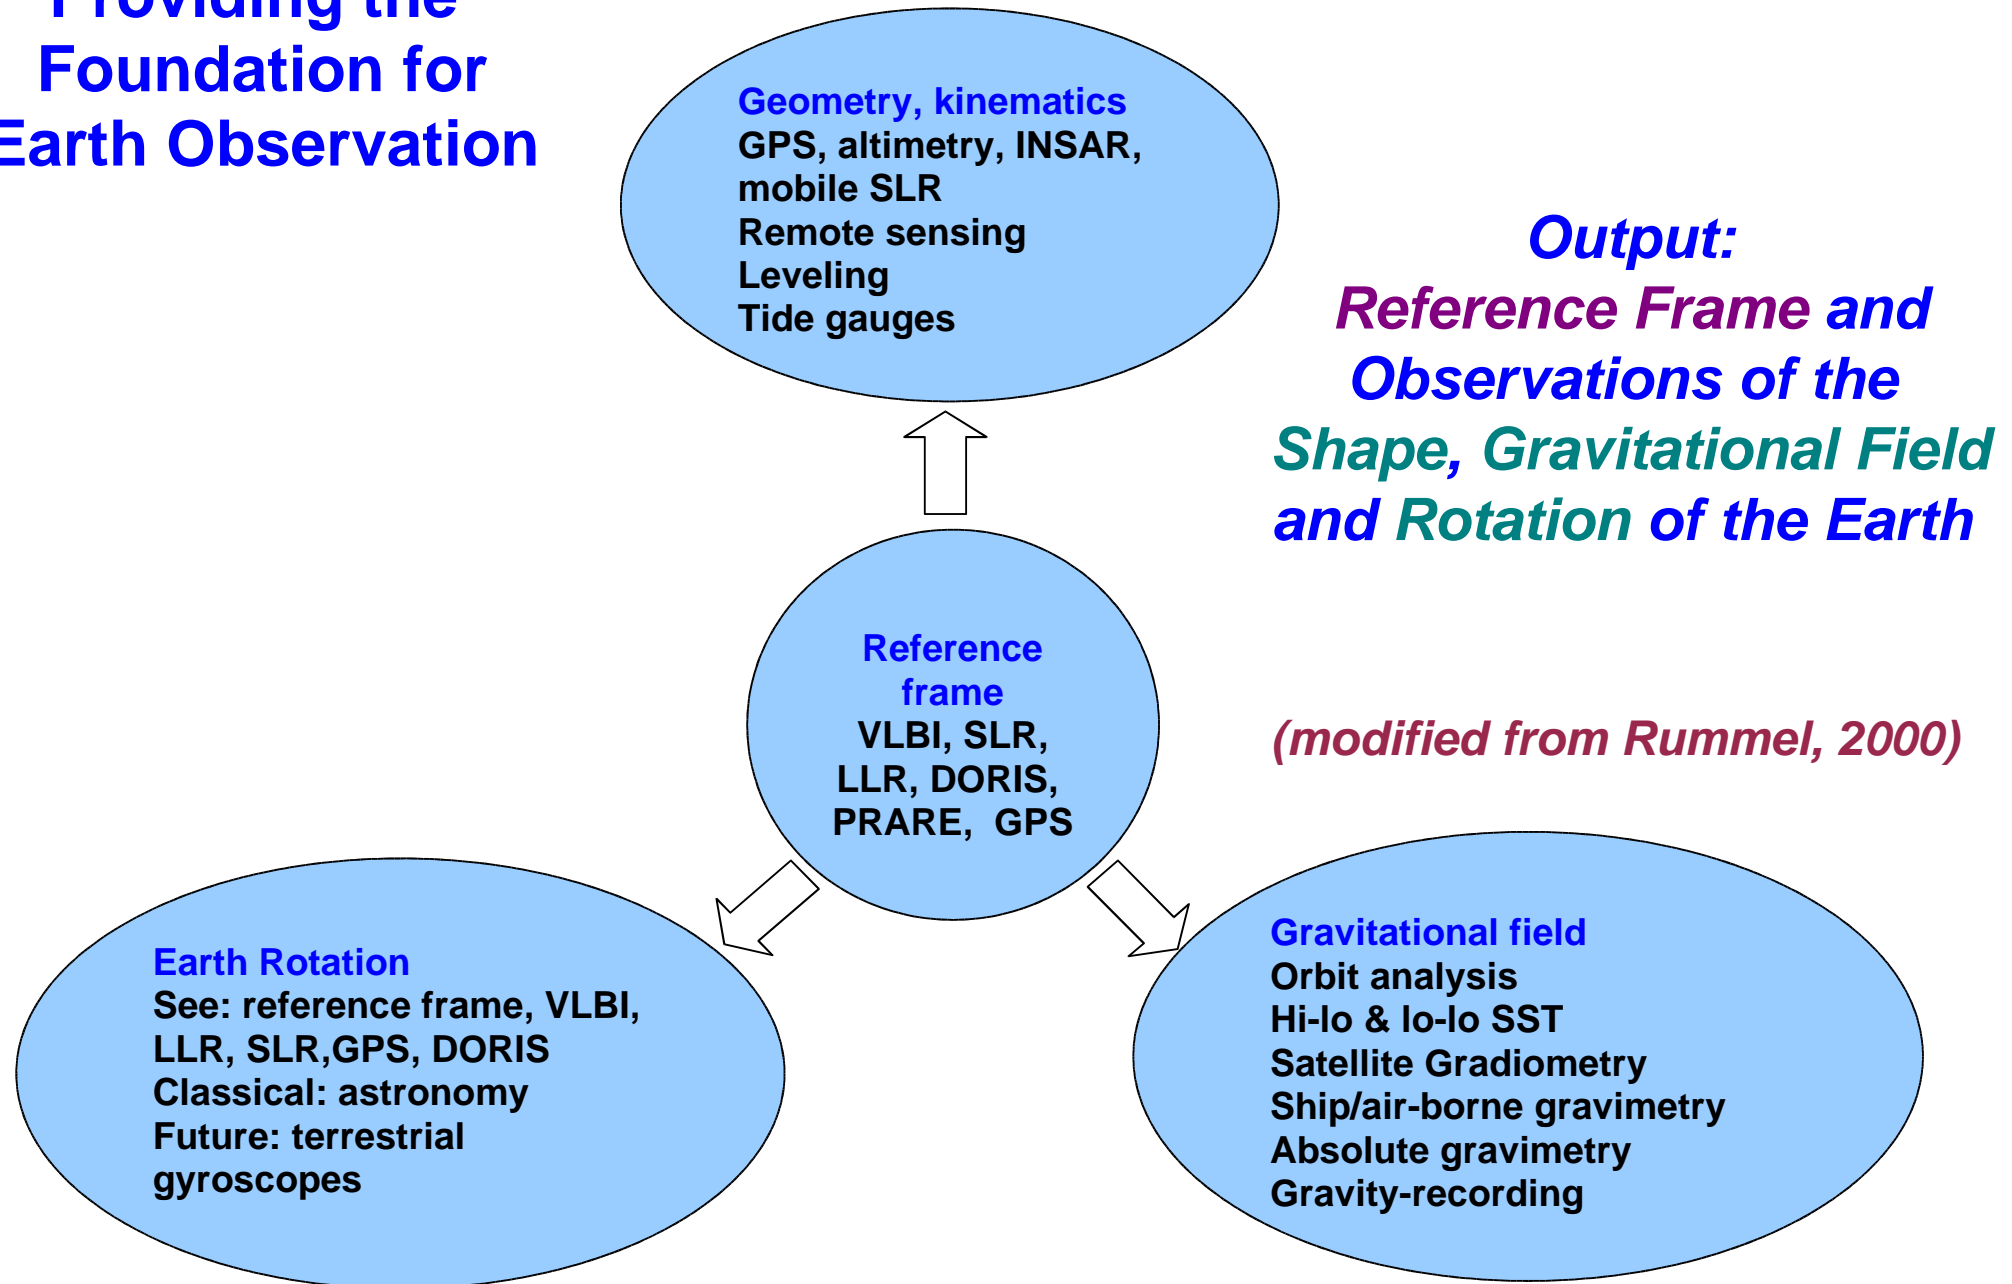 Providing the
Foundation for
Earth Observation
Geometry, kinematics
GPS, altimetry, INSAR,
mobile SLR
Remote sensing
Leveling
Tide gauges
Output:
Reference Frame and
Observations of the
Shape, Gravitational Field
and Rotation of the Earth
Reference
frame
VLBI, SLR,
LLR, DORIS,
PRARE,  GPS
(modified from Rummel, 2000)
Earth Rotation
See: reference frame, VLBI,
LLR, SLR,GPS, DORIS
Classical: astronomy
Future: terrestrial
gyroscopes
Gravitational field
Orbit analysis
Hi-lo & lo-lo SST
Satellite Gradiometry
Ship/air-borne gravimetry
Absolute gravimetry
Gravity-recording